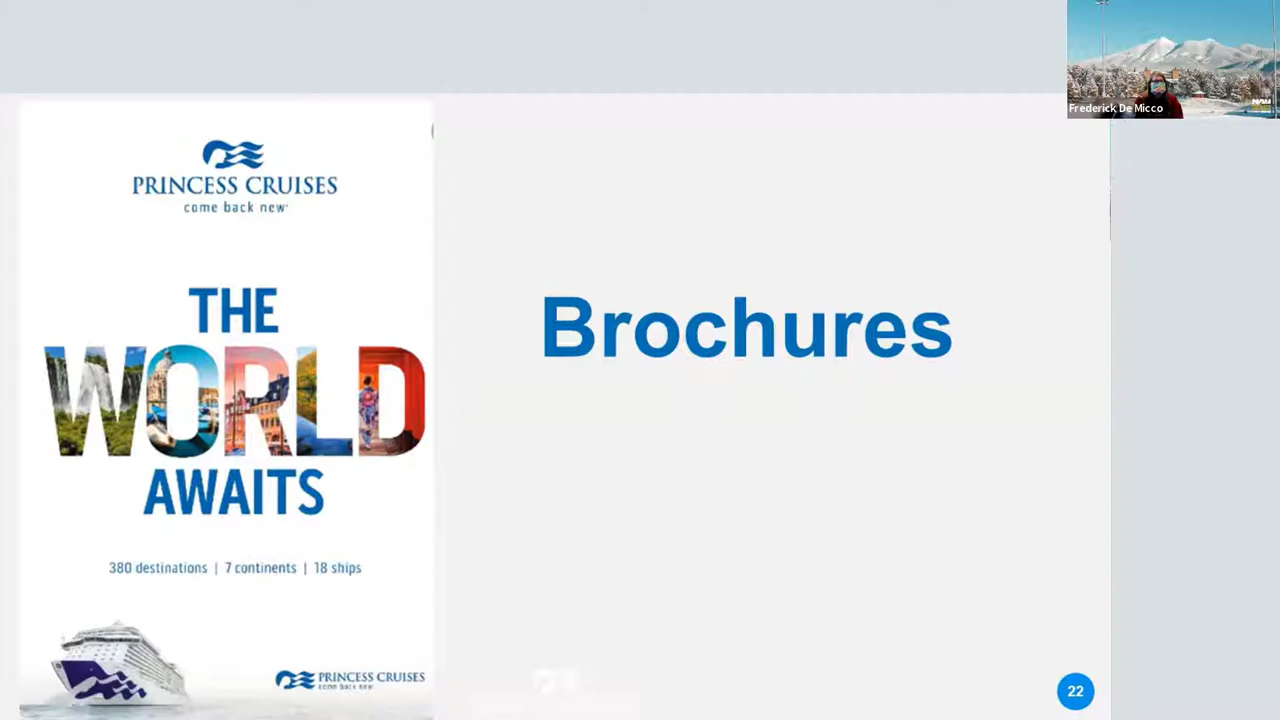 PRINCESS CRUISES
come back new
THE
WORLD
AWAITS
380 destinations | 7 continents | 18 ships
PRINCESS CRUISES
come back new
Brochures
22
Frederick De Micco
NAU